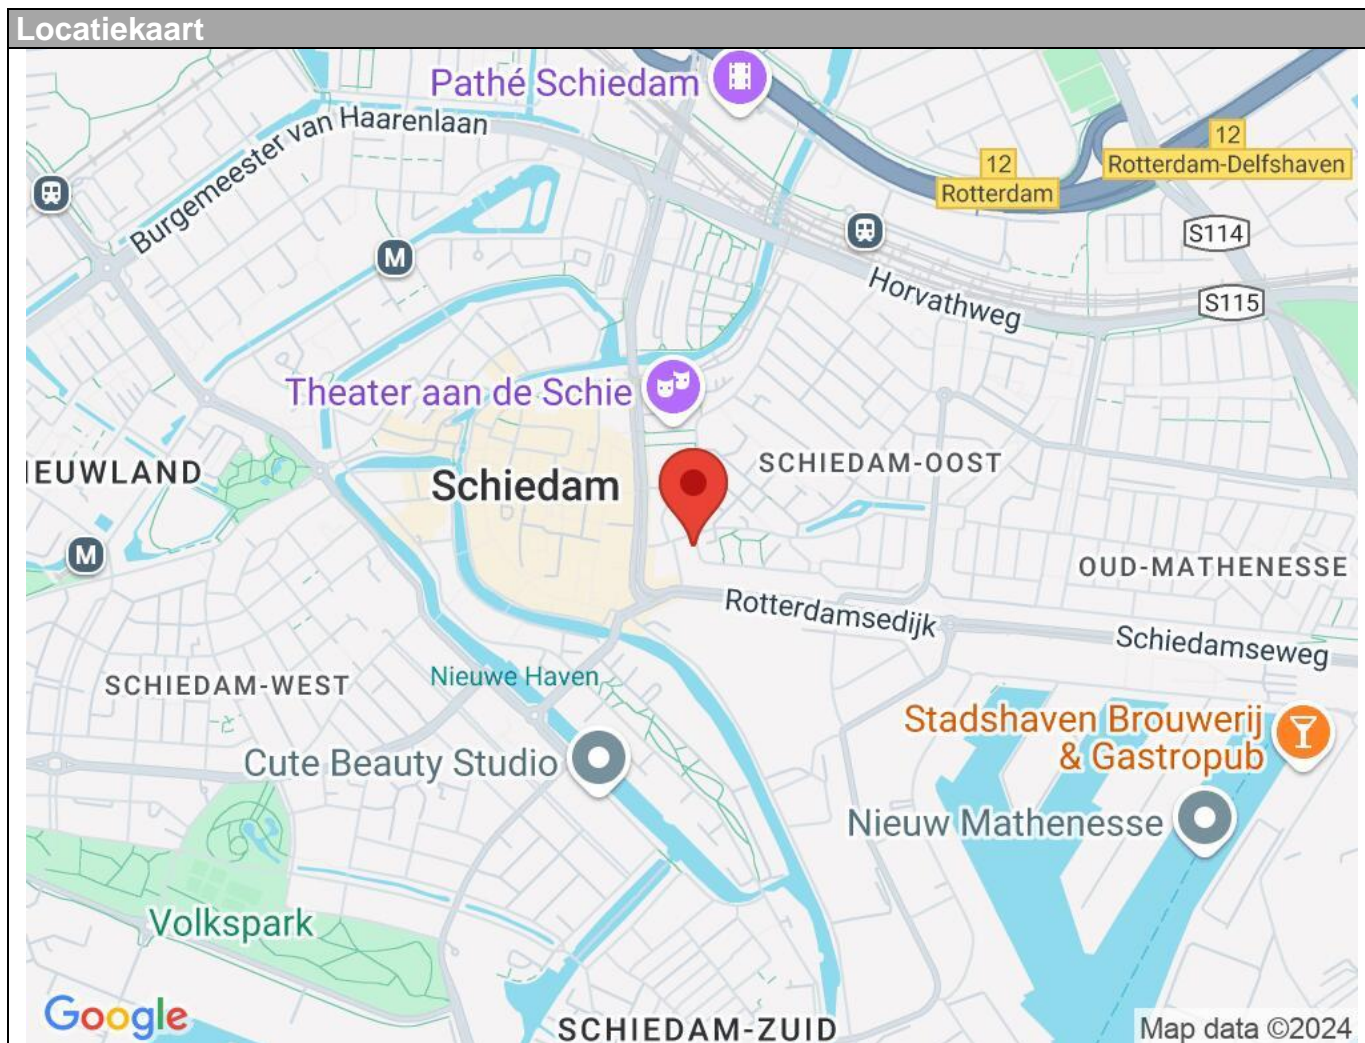 Locatiekaart
Pathé Schiedam
Burgemeester van Haarenlaan
12
Rotterdam-Delfshaven
12
Rotterdam
S114
M
Horvathweg
S115
Theater aan de Schie
IEUWLAND
Schiedam
SCHIEDAM-OOST
M
OUD-MATHENESSE
Rotterdamsedijk
Schiedamseweg
SCHIEDAM-WEST
Nieuwe Haven
Stadshaven Brouwerij
& Gastropub
Cute Beauty Studio
Nieuw Mathenesse
Volkspark
Google
SCHIEDAM-ZUID
Map data ©2024